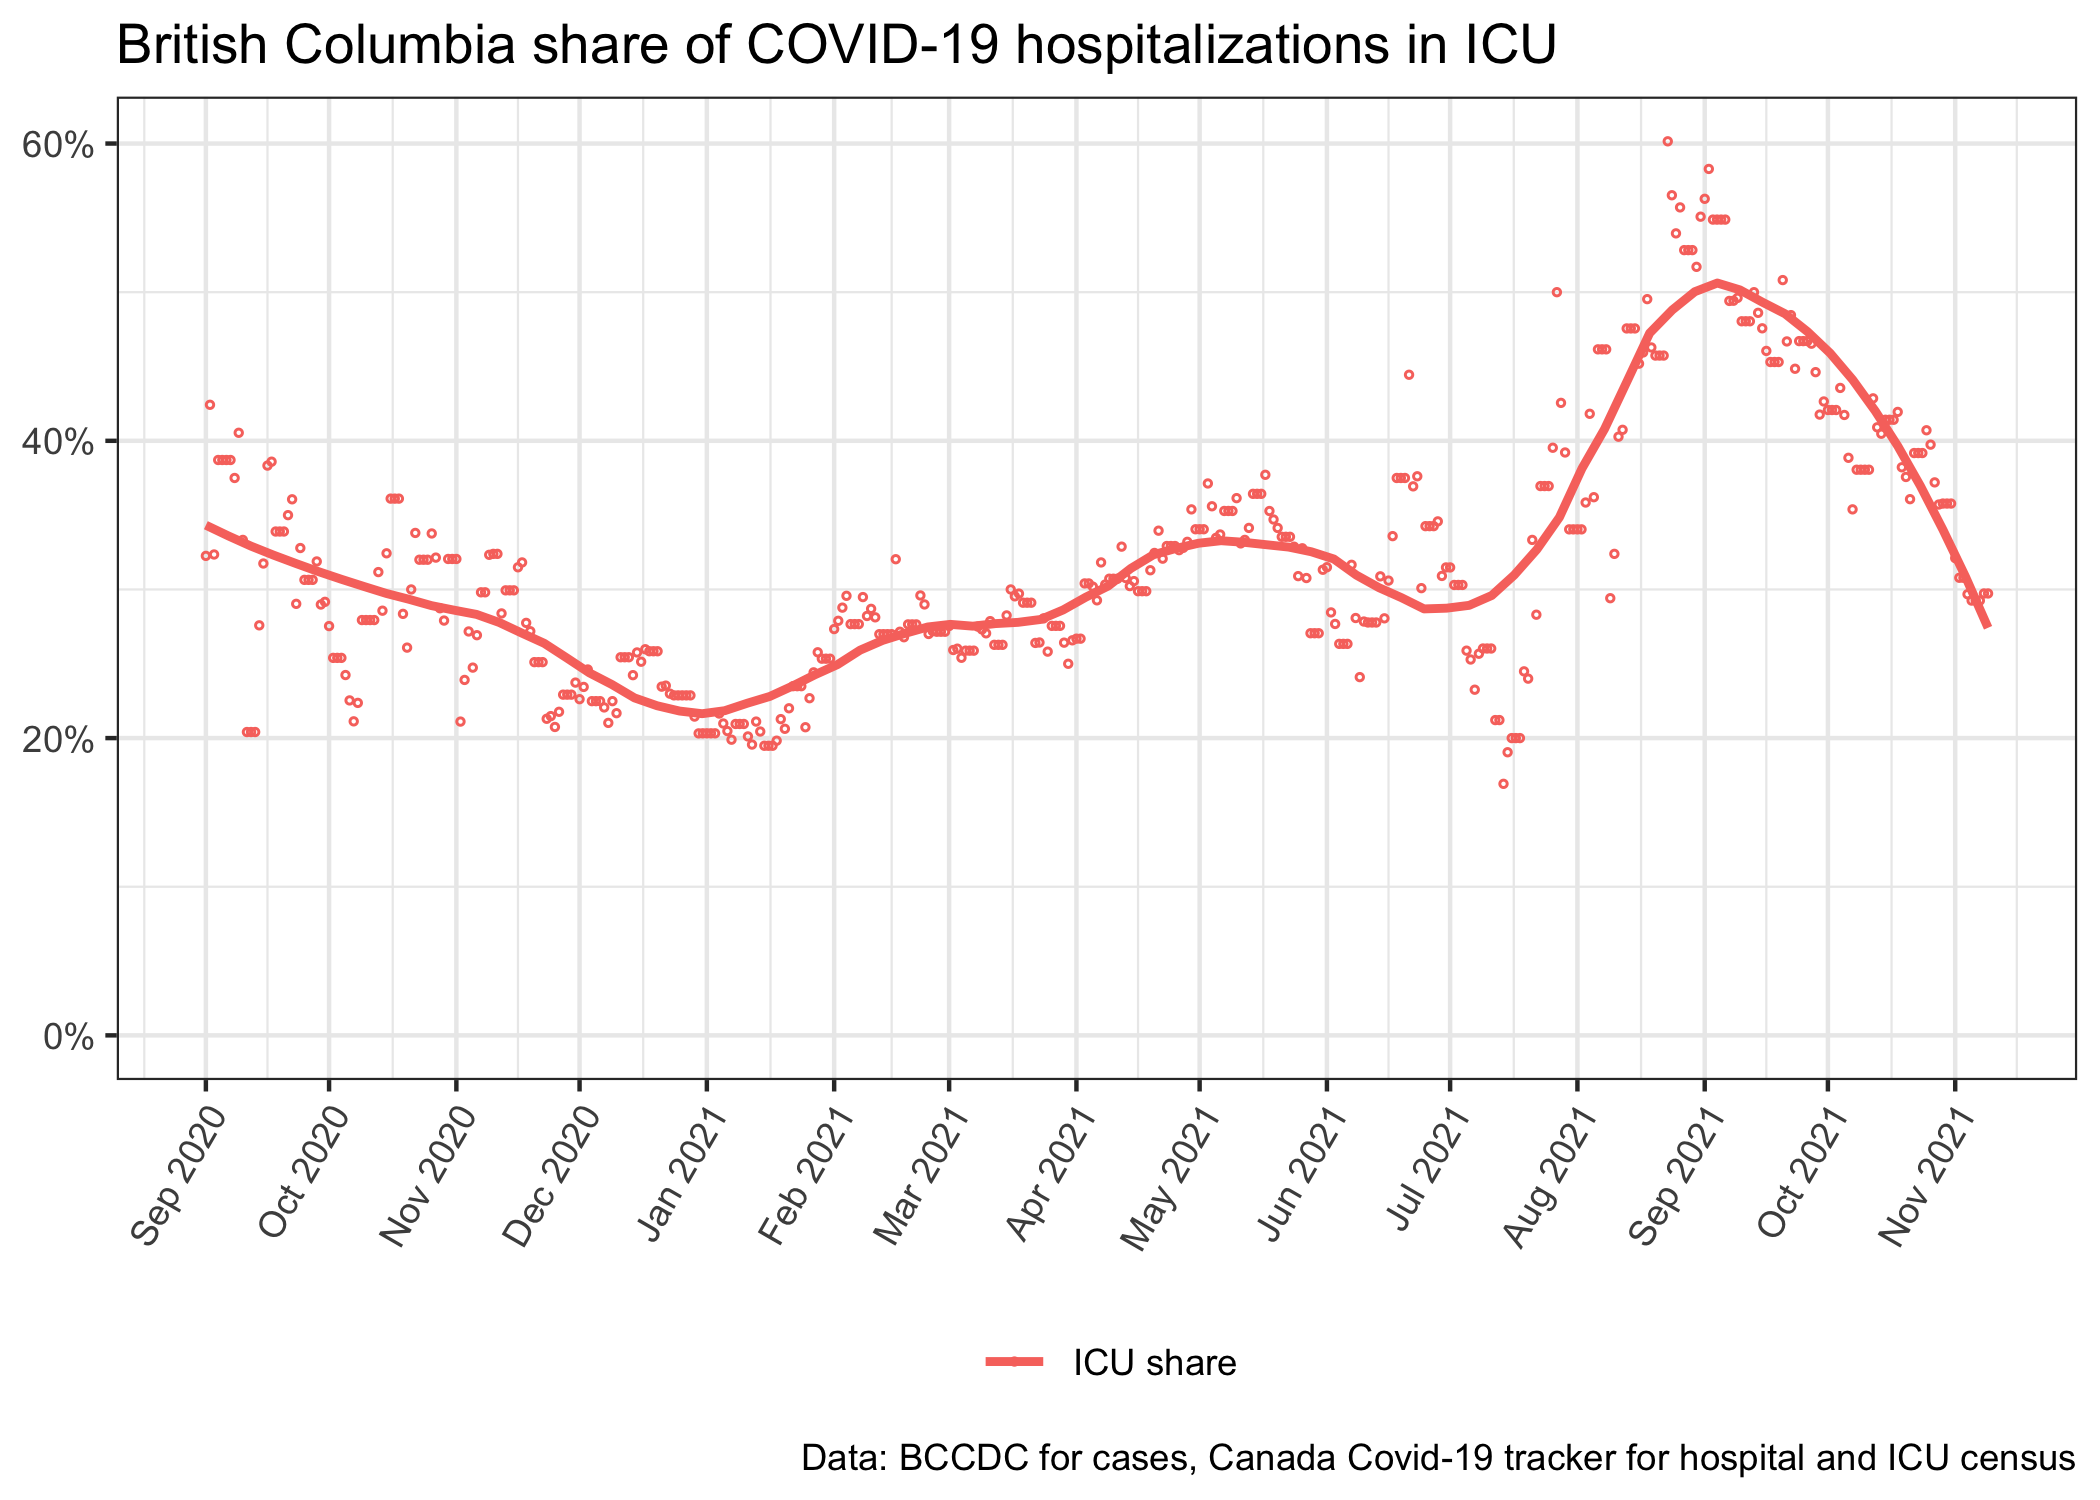 British Columbia share of COVID-19 hospitalizations in ICU
60%
40%
20%
0%
Sep 2020
Oct 2020
Nov 2020
Dec 2020
Jan 2021
Feb 2021
Mar 2021
Apr 2021
May 2021
Jun 2021
Jul 2021
Aug 2021
Sep 2021
Oct 2021
Nov 2021
ICU share
Data: BCCDC for cases, Canada Covid-19 tracker for hospital and ICU census